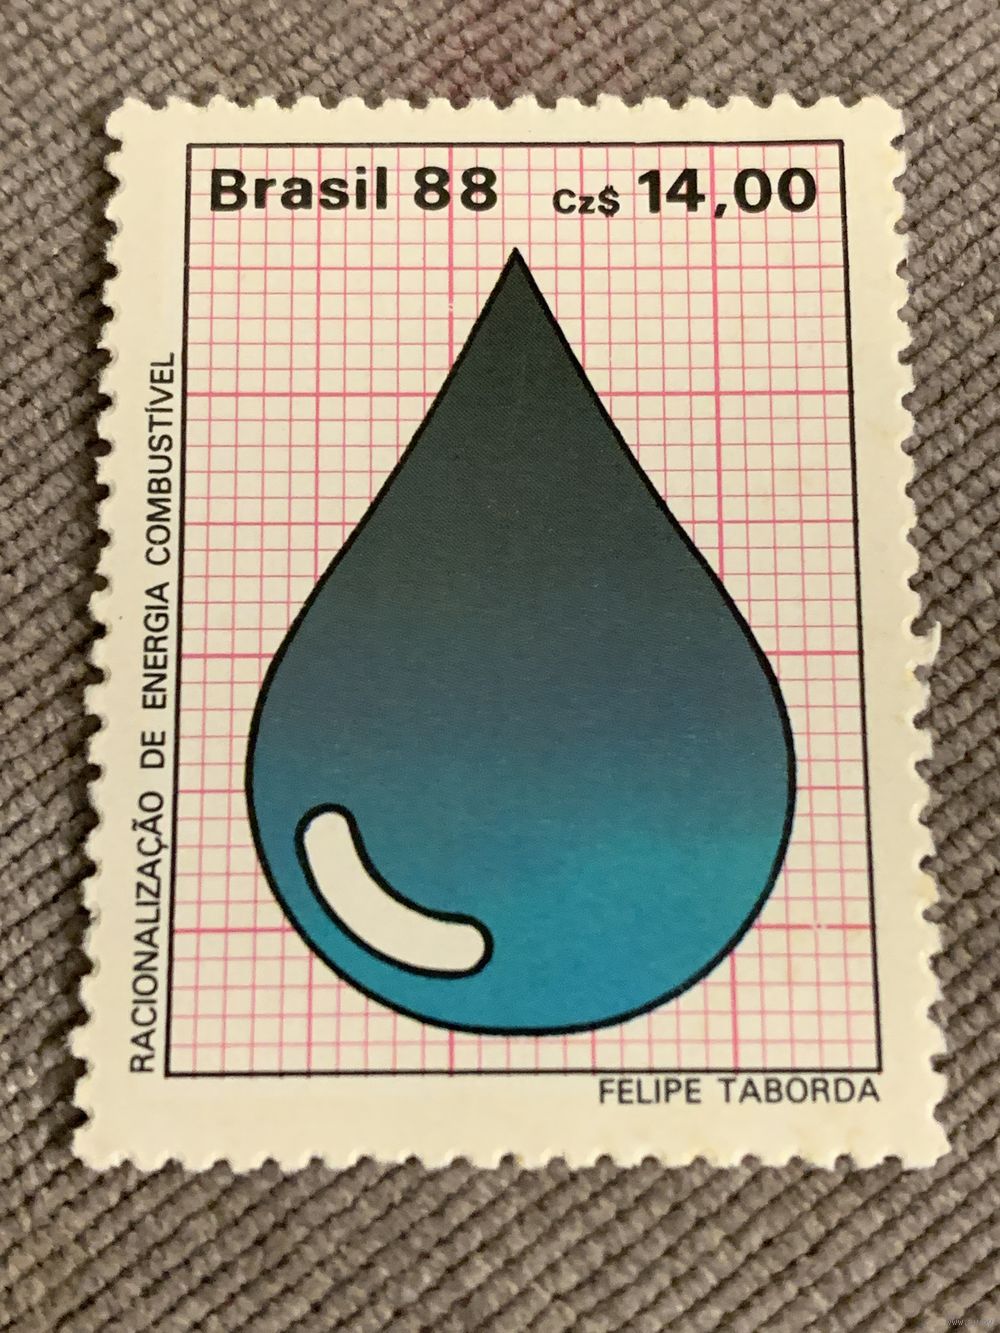 Brasil 88 Cz$ 14,00
RACIONALIZAÇÃO DE ENERGIA COMBUSTÍVEL
FELIPE TABORDA